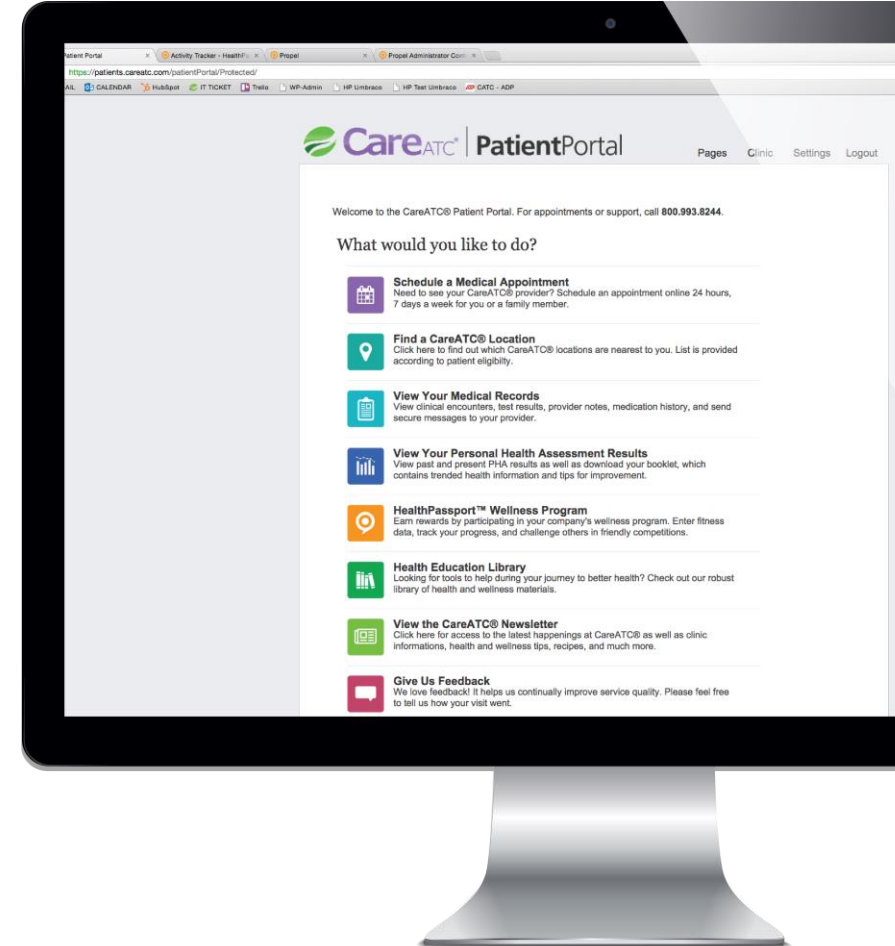 Patient Portal
Activity Tracker - HealthPa
Propel
Propel Administrator Com
https://patients.careatc.com/patientPortal/Protected/
AIL CALENDAR HubSpot IT TICKET Trello WP-Admin HP Umbraco HP Test Umbraco ADP CATC - ADP
CareATC® PatientPortal
Pages Clinic Settings Logout
Welcome to the CareATC® Patient Portal. For appointments or support, call 800.993.8244.
What would you like to do?
Schedule a Medical Appointment
Need to see your CareATC® provider? Schedule an appointment online 24 hours,
7 days a week for you or a family member.
Find a CareATC® Location
Click here to find out which CareATC® locations are nearest to you. List is provided
according to patient eligibilty.
View Your Medical Records
View clinical encounters, test results, provider notes, medication history, and send
secure messages to your provider.
View Your Personal Health Assessment Results
View past and present PHA results as well as download your booklet, which
contains trended health information and tips for improvement.
HealthPassport™ Wellness Program
Earn rewards by participating in your company's wellness program. Enter fitness
data, track your progress, and challenge others in friendly competitions.
Health Education Library
Looking for tools to help during your journey to better health? Check out our robust
library of health and wellness materials.
View the CareATC® Newsletter
Click here for access to the latest happenings at CareATC® as well as clinic
informations, health and wellness tips, recipes, and much more.
Give Us Feedback
We love feedback! It helps us continually improve service quality. Please feel free
to tell us how your visit went.